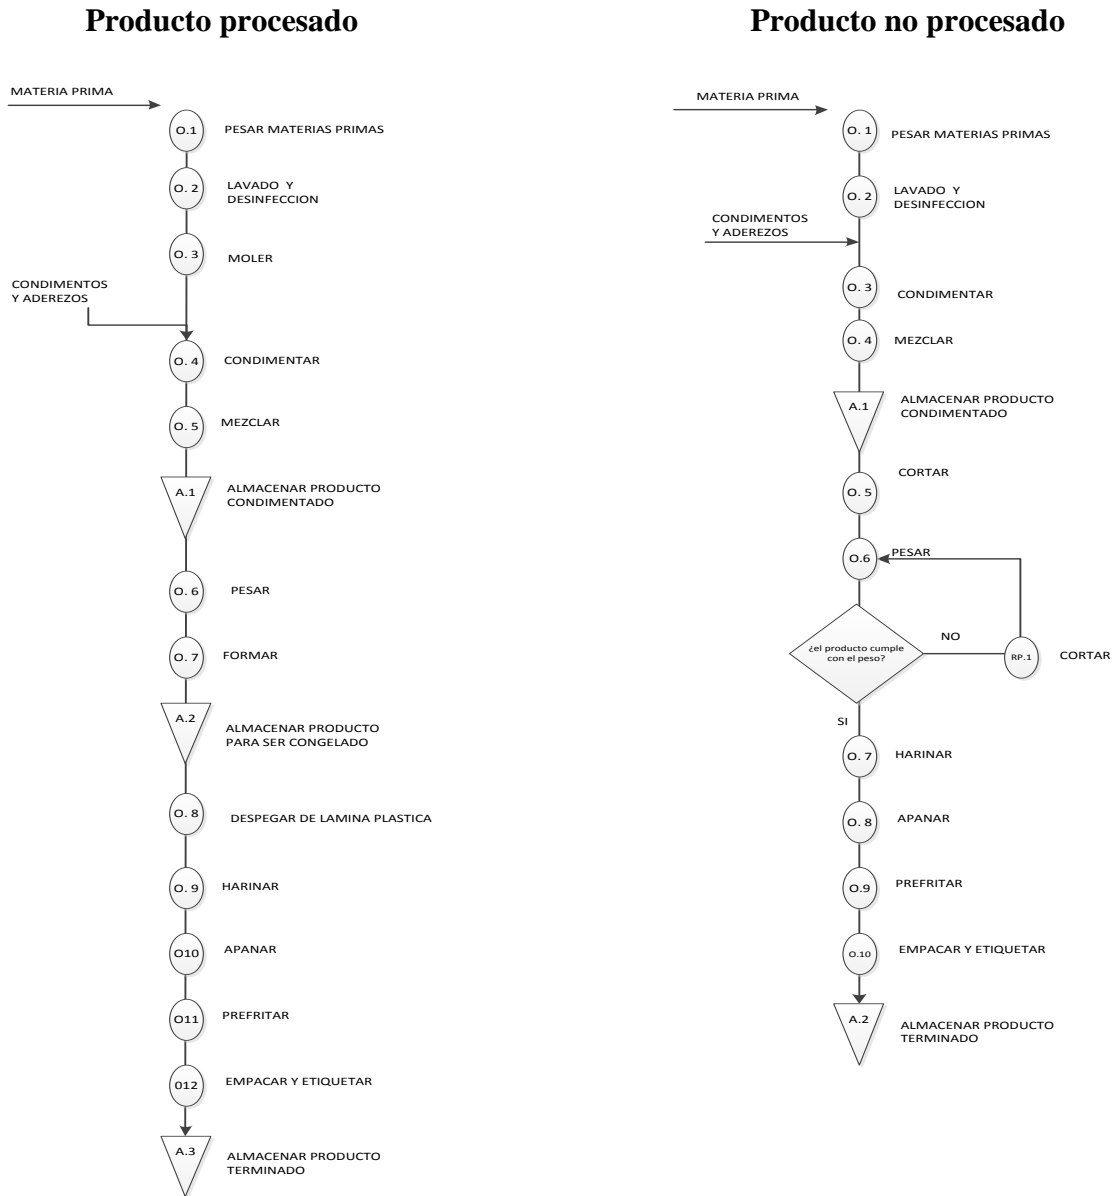 Producto procesado
MATERIA PRIMA
O.1
PESAR MATERIAS PRIMAS
O. 2
LAVADO Y
DESINFECCION
O. 3
MOLER
CONDIMENTOS
Y ADEREZOS
O. 4
CONDIMENTAR
O. 5
MEZCLAR
A.1
ALMACENAR PRODUCTO
CONDIMENTADO
O. 6
PESAR
O. 7
FORMAR
A.2
ALMACENAR PRODUCTO
PARA SER CONGELADO
O. 8
DESPEGAR DE LAMINA PLASTICA
O. 9
HARINAR
O10
APANAR
O11
PREFRITAR
012
EMPACAR Y ETIQUETAR
A.3
ALMACENAR PRODUCTO
TERMINADO
Producto no procesado
MATERIA PRIMA
O. 1
PESAR MATERIAS PRIMAS
O. 2
LAVADO Y
DESINFECCION
CONDIMENTOS
Y ADEREZOS
O. 3
CONDIMENTAR
O. 4
MEZCLAR
A.1
ALMACENAR PRODUCTO
CONDIMENTADO
CORTAR
O. 5
O.6
PESAR
¿el producto cumple
con el peso?
NO
RP.1
CORTAR
SI
O. 7
HARINAR
O. 8
APANAR
O.9
PREFRITAR
O.10
EMPACAR Y ETIQUETAR
A.2
ALMACENAR PRODUCTO
TERMINADO